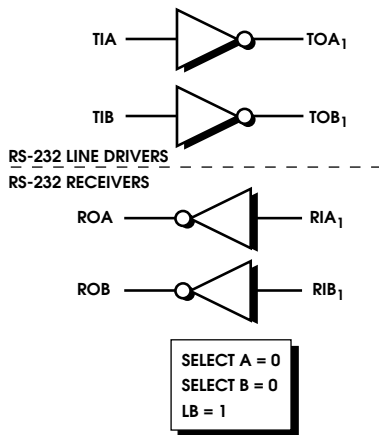 TIA TOA1
TIB TOB1
RS-232 LINE DRIVERS
RS-232 RECEIVERS
ROA RIA1
ROB RIB1
SELECT A = 0
SELECT B = 0
LB = 1